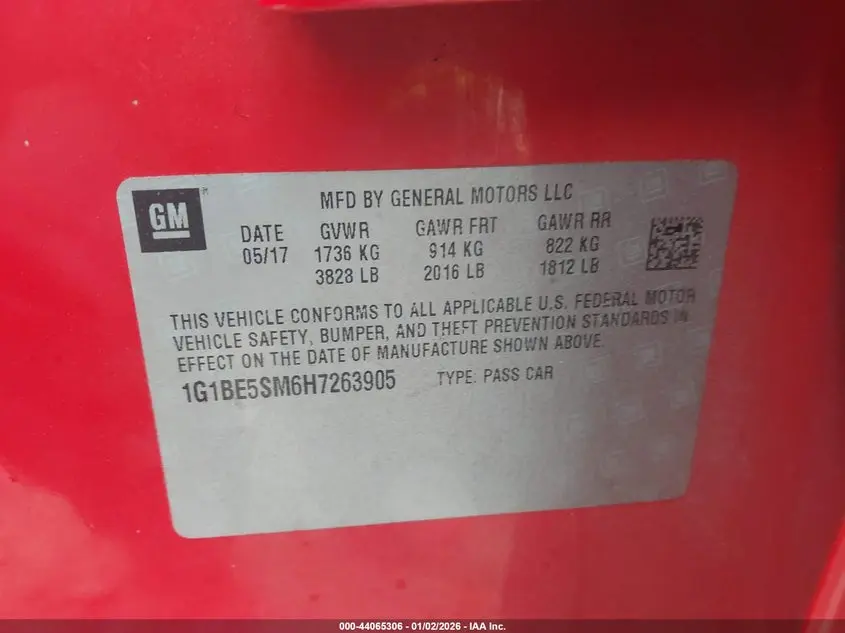 GM
MFD BY GENERAL MOTORS LLC
DATE GVWR GAWR FRT GAWR RR
05/17 1736 KG 914 KG 822 KG
3828 LB 2016 LB 1812 LB
THIS VEHICLE CONFORMS TO ALL APPLICABLE U.S. FEDERAL MOTOR
VEHICLE SAFETY, BUMPER, AND THEFT PREVENTION STANDARDS IN
EFFECT ON THE DATE OF MANUFACTURE SHOWN ABOVE.
1G1BE5SM6H7263905 TYPE: PASS CAR
000-44065306 - 01/02/2026 - IAA Inc.